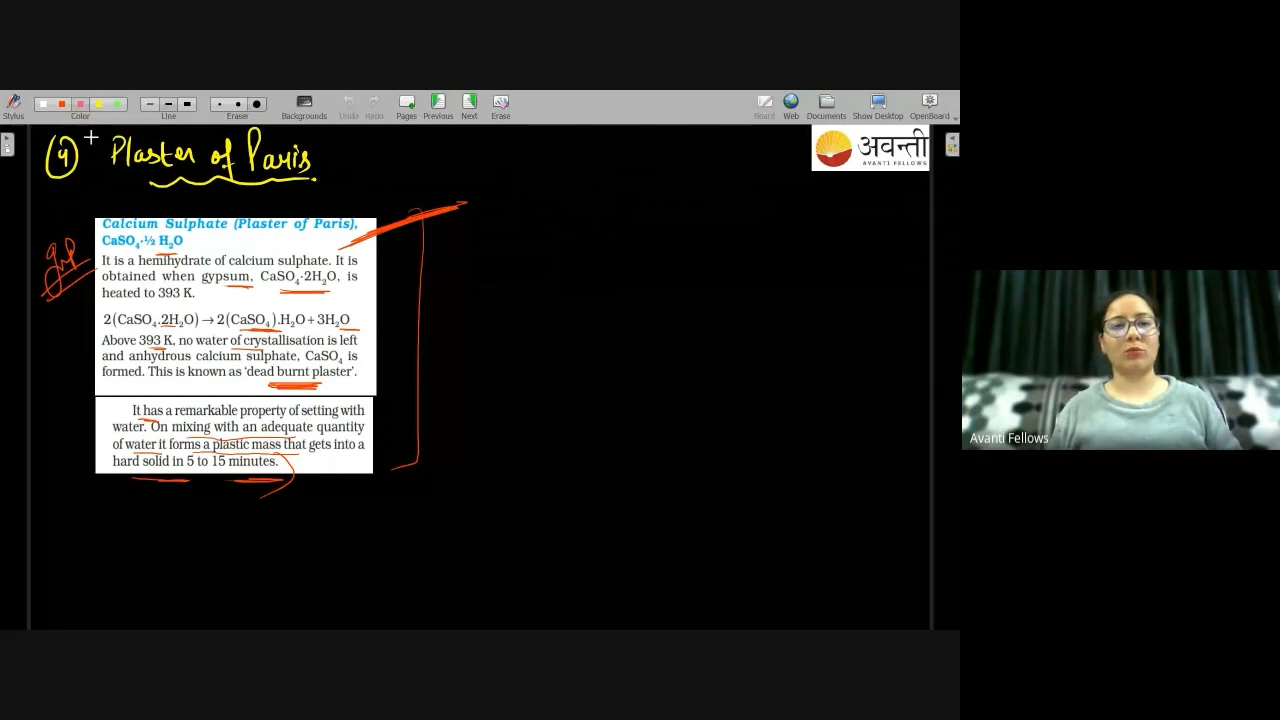 Stylus
Color
Line
Eraser
Backgrounds
Undo
Redo
Pages
Previous
Next
Erase
Board
Web
Documents
Show Desktop
OpenBoard
(4) Plaster of Paris
अवन्ती
AVANTI FELLOWS
Calcium Sulphate (Plaster of Paris),
CaSO₄·½ H₂O
It is a hemihydrate of calcium sulphate. It is
obtained when gypsum, CaSO₄·2H₂O, is
heated to 393 K.
2(CaSO₄.2H₂O) → 2(CaSO₄).H₂O + 3H₂O
Above 393 K, no water of crystallisation is left
and anhydrous calcium sulphate, CaSO₄ is
formed. This is known as 'dead burnt plaster'.
It has a remarkable property of setting with
water. On mixing with an adequate quantity
of water it forms a plastic mass that gets into a
hard solid in 5 to 15 minutes.
Avanti Fellows